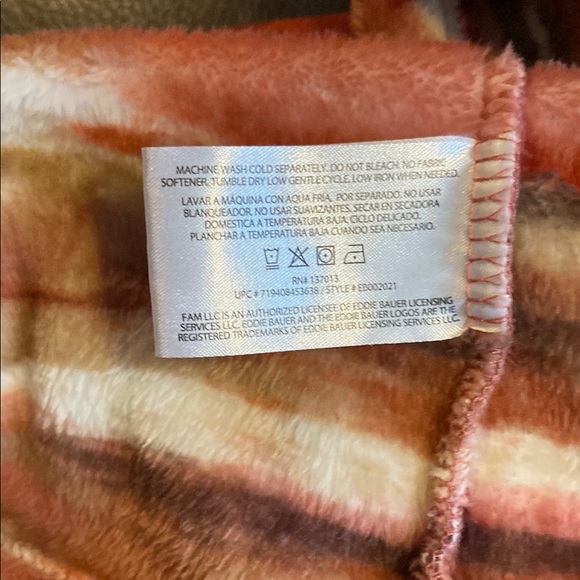 MACHINE WASH COLD SEPARATELY. DO NOT BLEACH. NO FABRIC
SOFTENER. TUMBLE DRY LOW GENTLE CYCLE. LOW IRON WHEN NEEDED.
LAVAR A MÁQUINA CON AQUA FRIA, POR SEPARADO. NO USAR
BLANQUEADOR. NO USAR SUAVIZANTES. SECAR EN SECADORA
DOMESTICA A TEMPERATURA BAJA. CICLO DELICADO.
PLANCHAR A TEMPERATURA BAJA CUANDO SEA NECESARIO.
RN# 137013
UPC # 719408453638 / STYLE # EB002021
FAM LLC IS AN AUTHORIZED LICENSEE OF EDDIE BAUER LICENSING
SERVICES LLC. EDDIE BAUER AND THE EDDIE BAUER LOGOS ARE THE
REGISTERED TRADEMARKS OF EDDIE BAUER LICENSING SERVICES LLC.